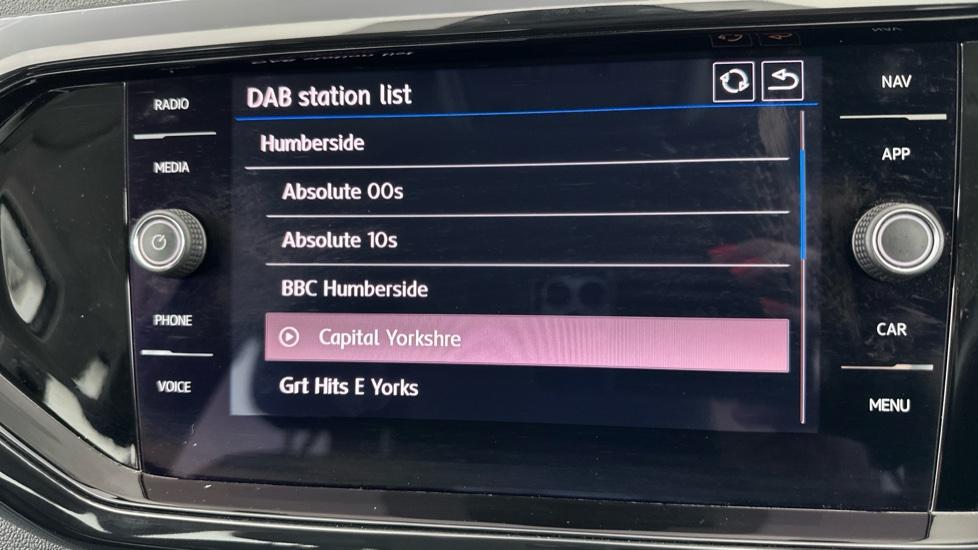 DAB station list
Humberside
Absolute 00s
Absolute 10s
BBC Humberside
Capital Yorkshre
Grt Hits E Yorks
RADIO
MEDIA
PHONE
VOICE
NAV
APP
CAR
MENU